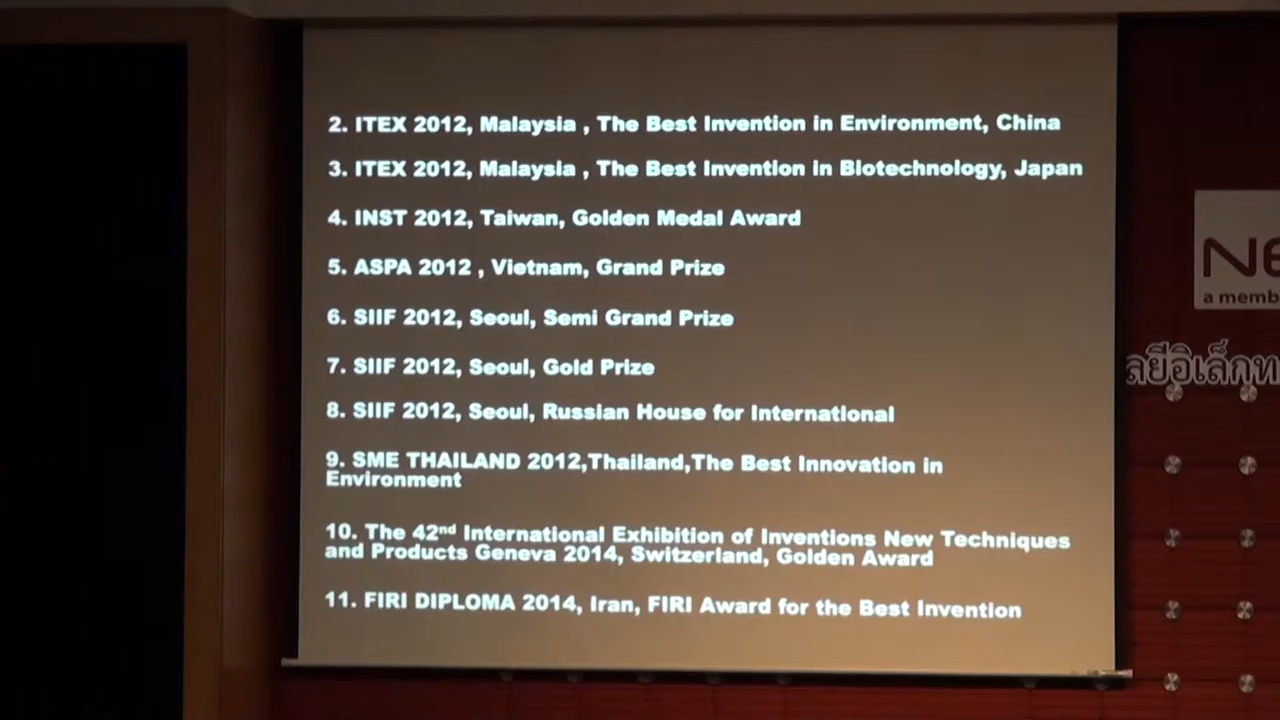 2. ITEX 2012, Malaysia , The Best Invention in Environment, China
3. ITEX 2012, Malaysia , The Best Invention in Biotechnology, Japan
4. INST 2012, Taiwan, Golden Medal Award
5. ASPA 2012 , Vietnam, Grand Prize
6. SIIF 2012, Seoul, Semi Grand Prize
7. SIIF 2012, Seoul, Gold Prize
8. SIIF 2012, Seoul, Russian House for International
9. SME THAILAND 2012,Thailand,The Best Innovation in
Environment
10. The 42nd International Exhibition of Inventions New Techniques
and Products Geneva 2014, Switzerland, Golden Award
11. FIRI DIPLOMA 2014, Iran, FIRI Award for the Best Invention
a